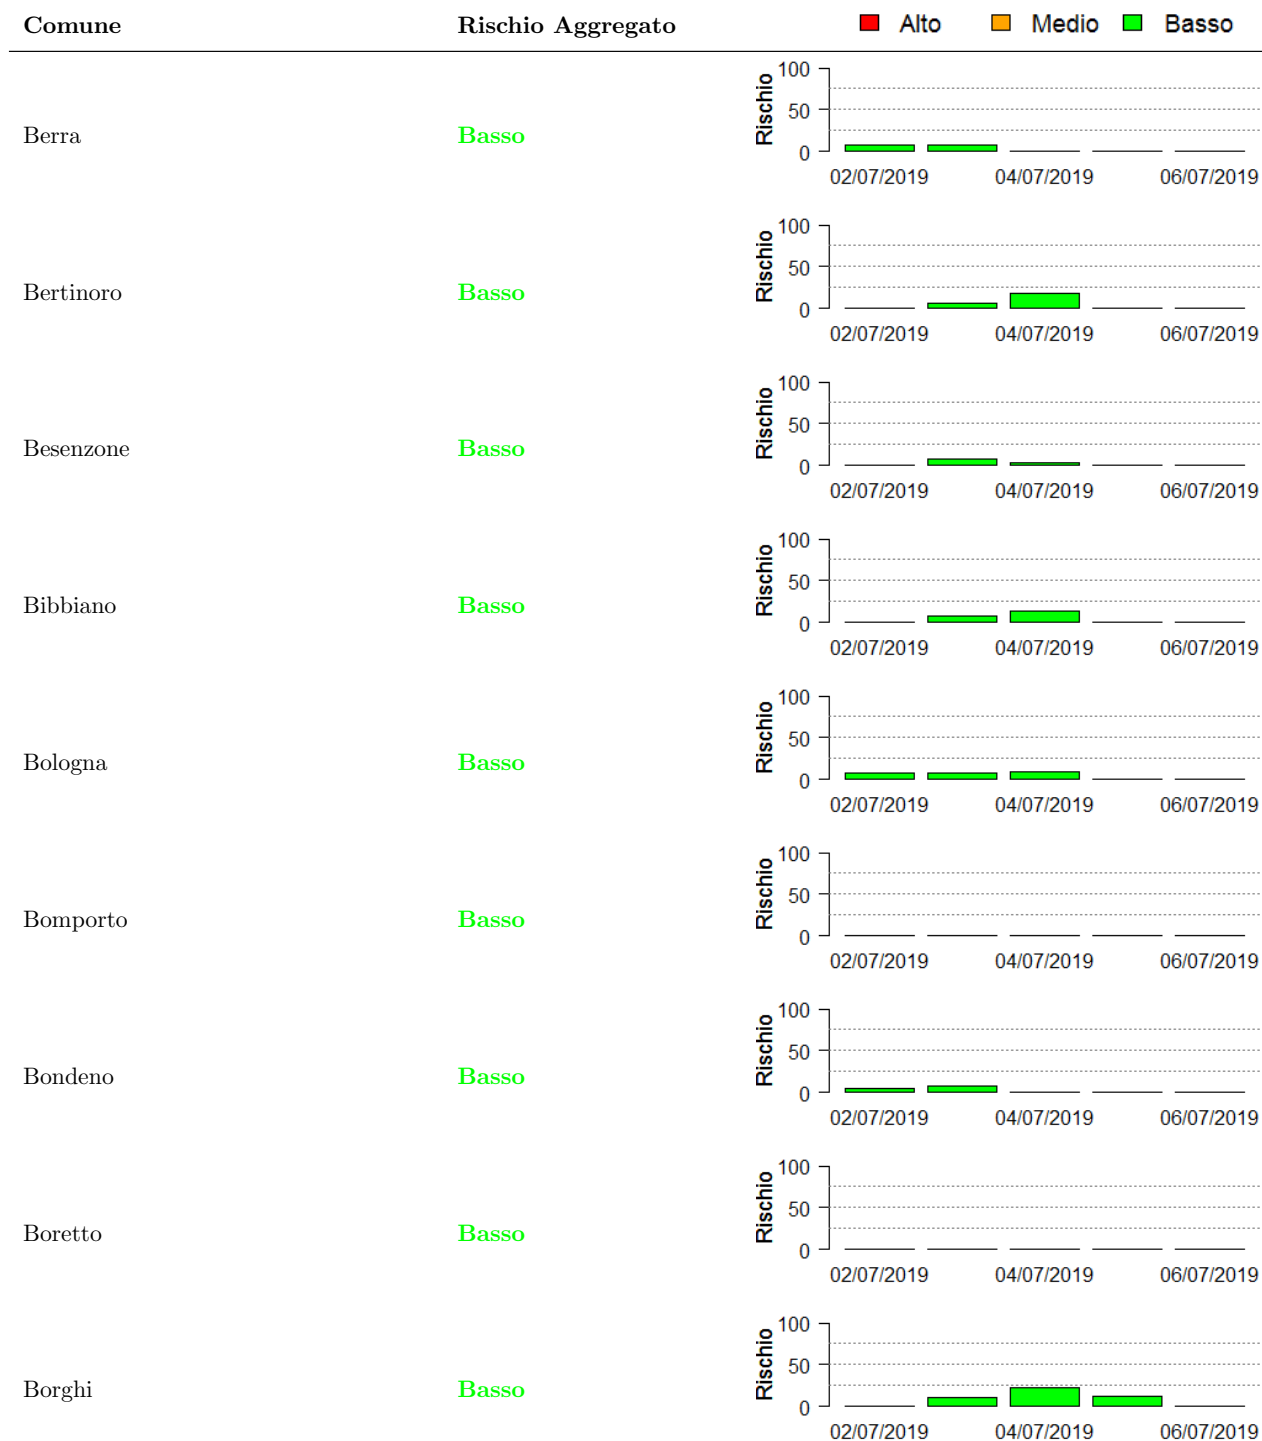 Comune Rischio Aggregato Alto Medio Basso
100
50
0
Rischio
Berra Basso
02/07/2019 04/07/2019 06/07/2019
100
50
0
Rischio
Bertinoro Basso
02/07/2019 04/07/2019 06/07/2019
100
50
0
Rischio
Besenzone Basso
02/07/2019 04/07/2019 06/07/2019
100
50
0
Rischio
Bibbiano Basso
02/07/2019 04/07/2019 06/07/2019
100
50
0
Rischio
Bologna Basso
02/07/2019 04/07/2019 06/07/2019
100
50
0
Rischio
Bomporto Basso
02/07/2019 04/07/2019 06/07/2019
100
50
0
Rischio
Bondeno Basso
02/07/2019 04/07/2019 06/07/2019
100
50
0
Rischio
Boretto Basso
02/07/2019 04/07/2019 06/07/2019
100
50
0
Rischio
Borghi Basso
02/07/2019 04/07/2019 06/07/2019